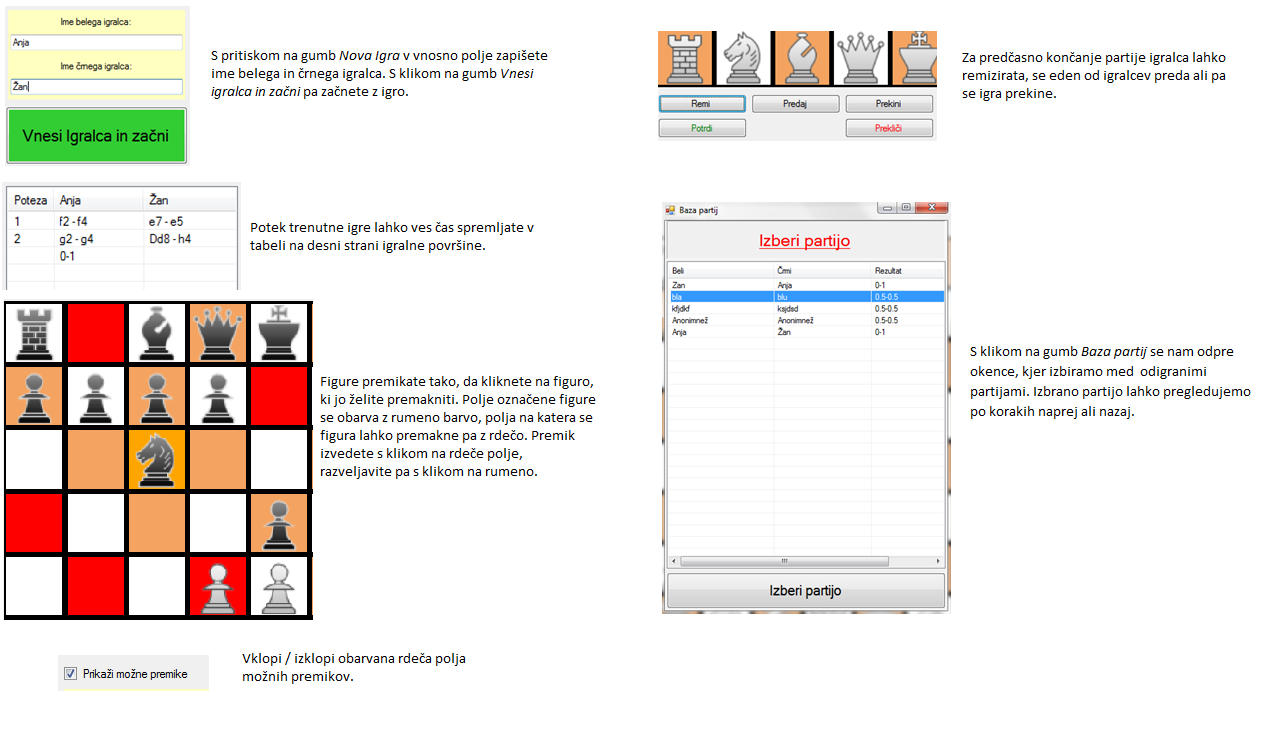 Ime belega igralca:
Anja
Ime črnega igralca:
Žan
Vnesi Igralca in začni
S pritiskom na gumb Nova Igra v vnosno polje zapišete
ime belega in črnega igralca. S klikom na gumb Vnesi
igralca in začni pa začnete z igro.
Poteza Anja Žan
1 f2 - f4 e7 - e5
2 g2 - g4 Dd8 - h4
0-1
Potek trenutne igre lahko ves čas spremljate v
tabeli na desni strani igralne površine.
Figure premikate tako, da kliknete na figuro,
ki jo želite premakniti. Polje označene figure
se obarva z rumeno barvo, polja na katera se
figura lahko premakne pa z rdečo. Premik
izvedete s klikom na rdeče polje,
razveljavite pa s klikom na rumeno.
Prikaži možne premike
Vklopi / izklopi obarvana rdeča polja
možnih premikov.
Remi Predaj Prekini
Potrdi Prekliči
Za predčasno končanje partije igralca lahko
remizirata, se eden od igralcev preda ali pa
se igra prekine.
Baza partij
Izberi partijo
Beli Črni Rezultat
Zan Anja 0-1
bla blu 0.5-0.5
kfjdkf ksjdsd 0.5-0.5
Anonimnež Anonimnež 0.5-0.5
Anja Žan 0-1
Izberi partijo
S klikom na gumb Baza partij se nam odpre
okence, kjer izbiramo med odigranimi
partijami. Izbrano partijo lahko pregledujemo
po korakih naprej ali nazaj.